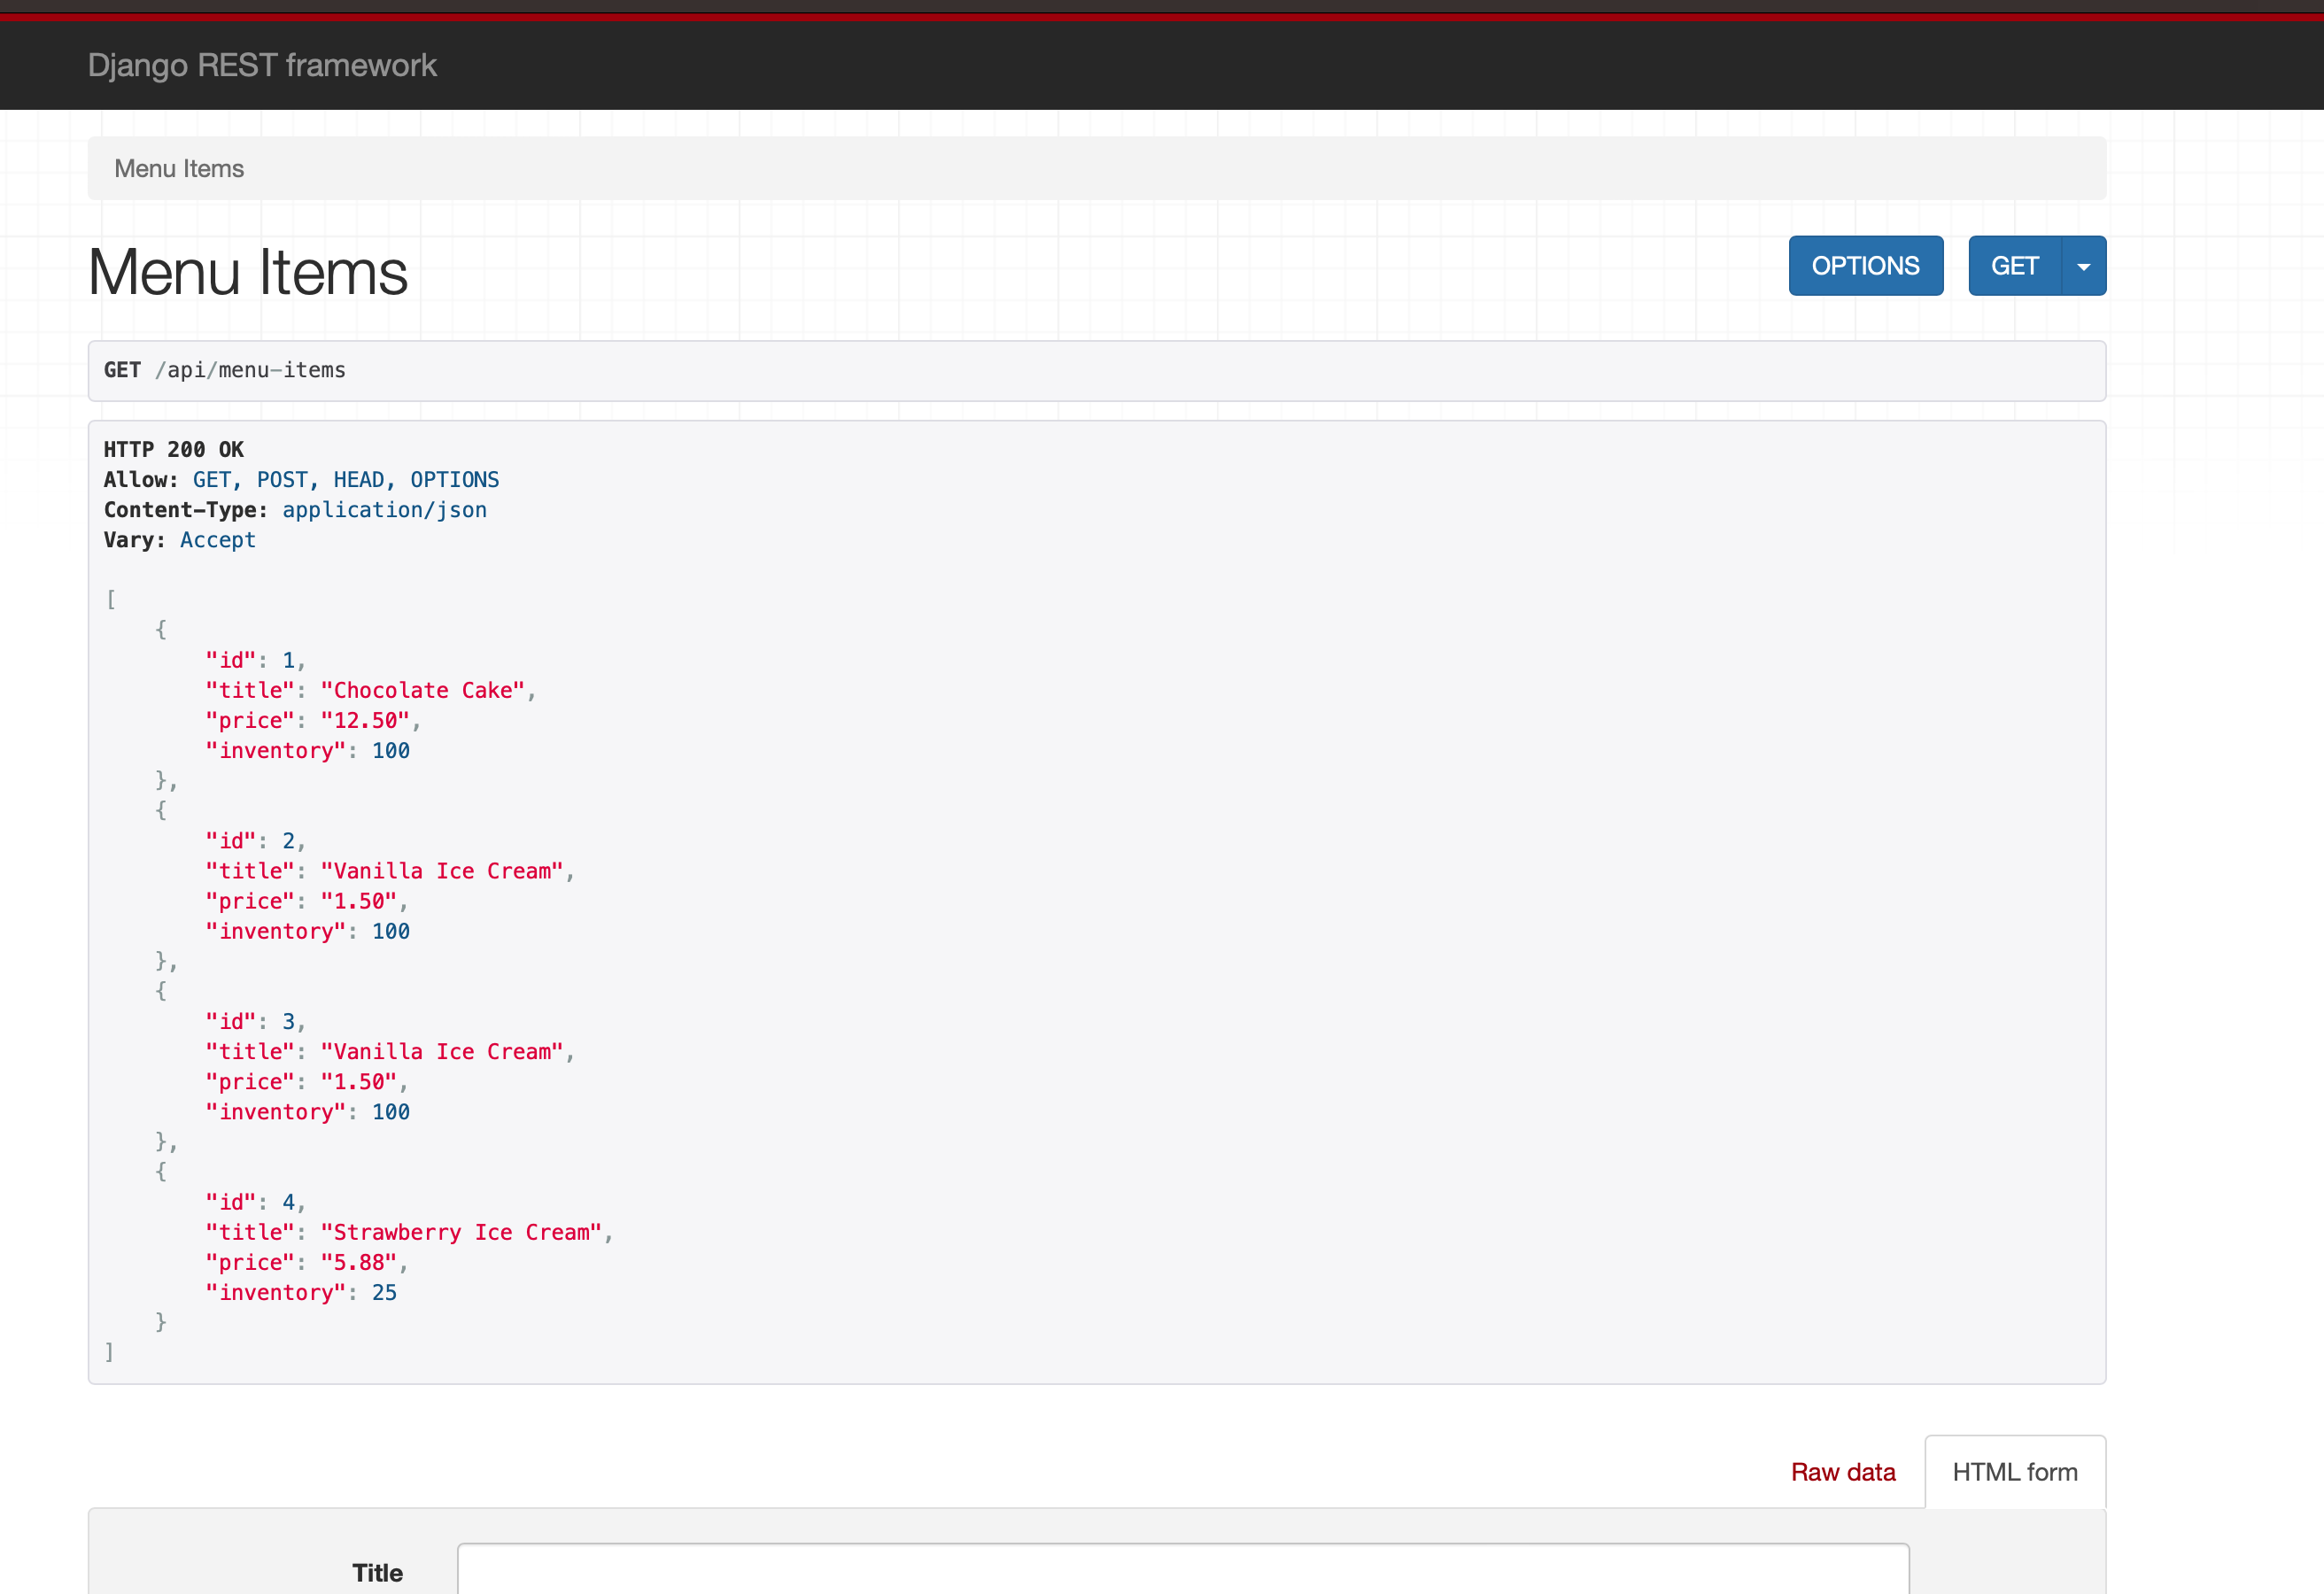 Django REST framework
Menu Items
Menu Items
OPTIONS
GET
GET /api/menu-items
HTTP 200 OK
Allow: GET, POST, HEAD, OPTIONS
Content-Type: application/json
Vary: Accept
[
    {
        "id": 1,
        "title": "Chocolate Cake",
        "price": "12.50",
        "inventory": 100
    },
    {
        "id": 2,
        "title": "Vanilla Ice Cream",
        "price": "1.50",
        "inventory": 100
    },
    {
        "id": 3,
        "title": "Vanilla Ice Cream",
        "price": "1.50",
        "inventory": 100
    },
    {
        "id": 4,
        "title": "Strawberry Ice Cream",
        "price": "5.88",
        "inventory": 25
    }
]
Raw data
HTML form
Title